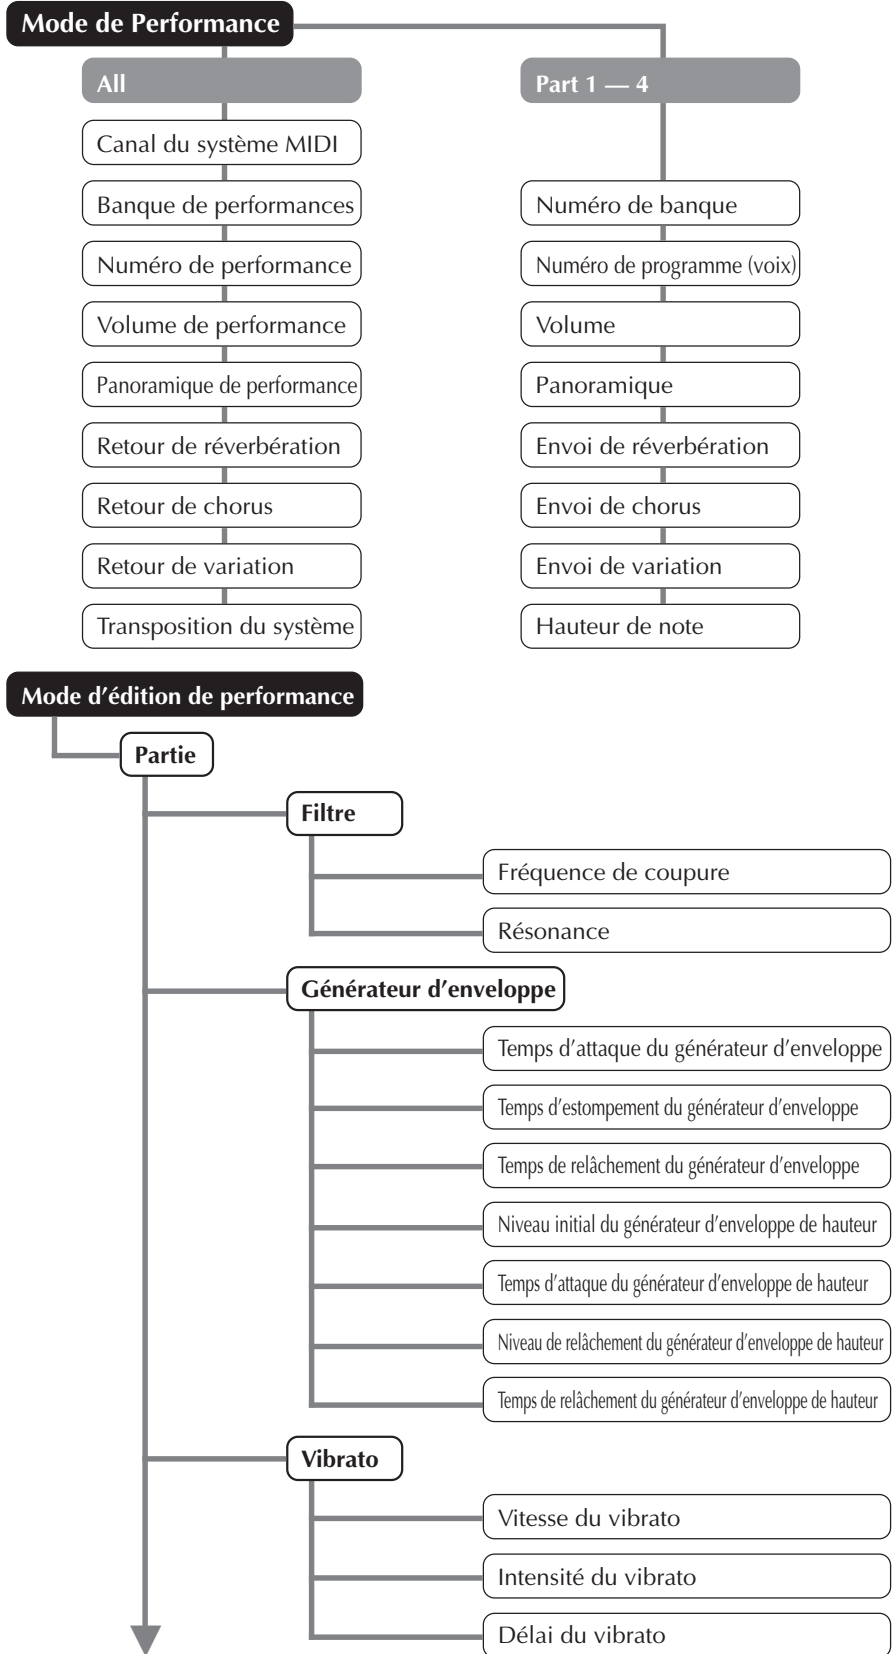 Mode de Performance
All
Canal du système MIDI
Banque de performances
Numéro de performance
Volume de performance
Panoramique de performance
Retour de réverbération
Retour de chorus
Retour de variation
Transposition du système
Part 1 — 4
Numéro de banque
Numéro de programme (voix)
Volume
Panoramique
Envoi de réverbération
Envoi de chorus
Envoi de variation
Hauteur de note
Mode d’édition de performance
Partie
Filtre
Fréquence de coupure
Résonance
Générateur d’enveloppe
Temps d’attaque du générateur d’enveloppe
Temps d’estompement du générateur d’enveloppe
Temps de relâchement du générateur d’enveloppe
Niveau initial du générateur d’enveloppe de hauteur
Temps d’attaque du générateur d’enveloppe de hauteur
Niveau de relâchement du générateur d’enveloppe de hauteur
Temps de relâchement du générateur d’enveloppe de hauteur
Vibrato
Vitesse du vibrato
Intensité du vibrato
Délai du vibrato